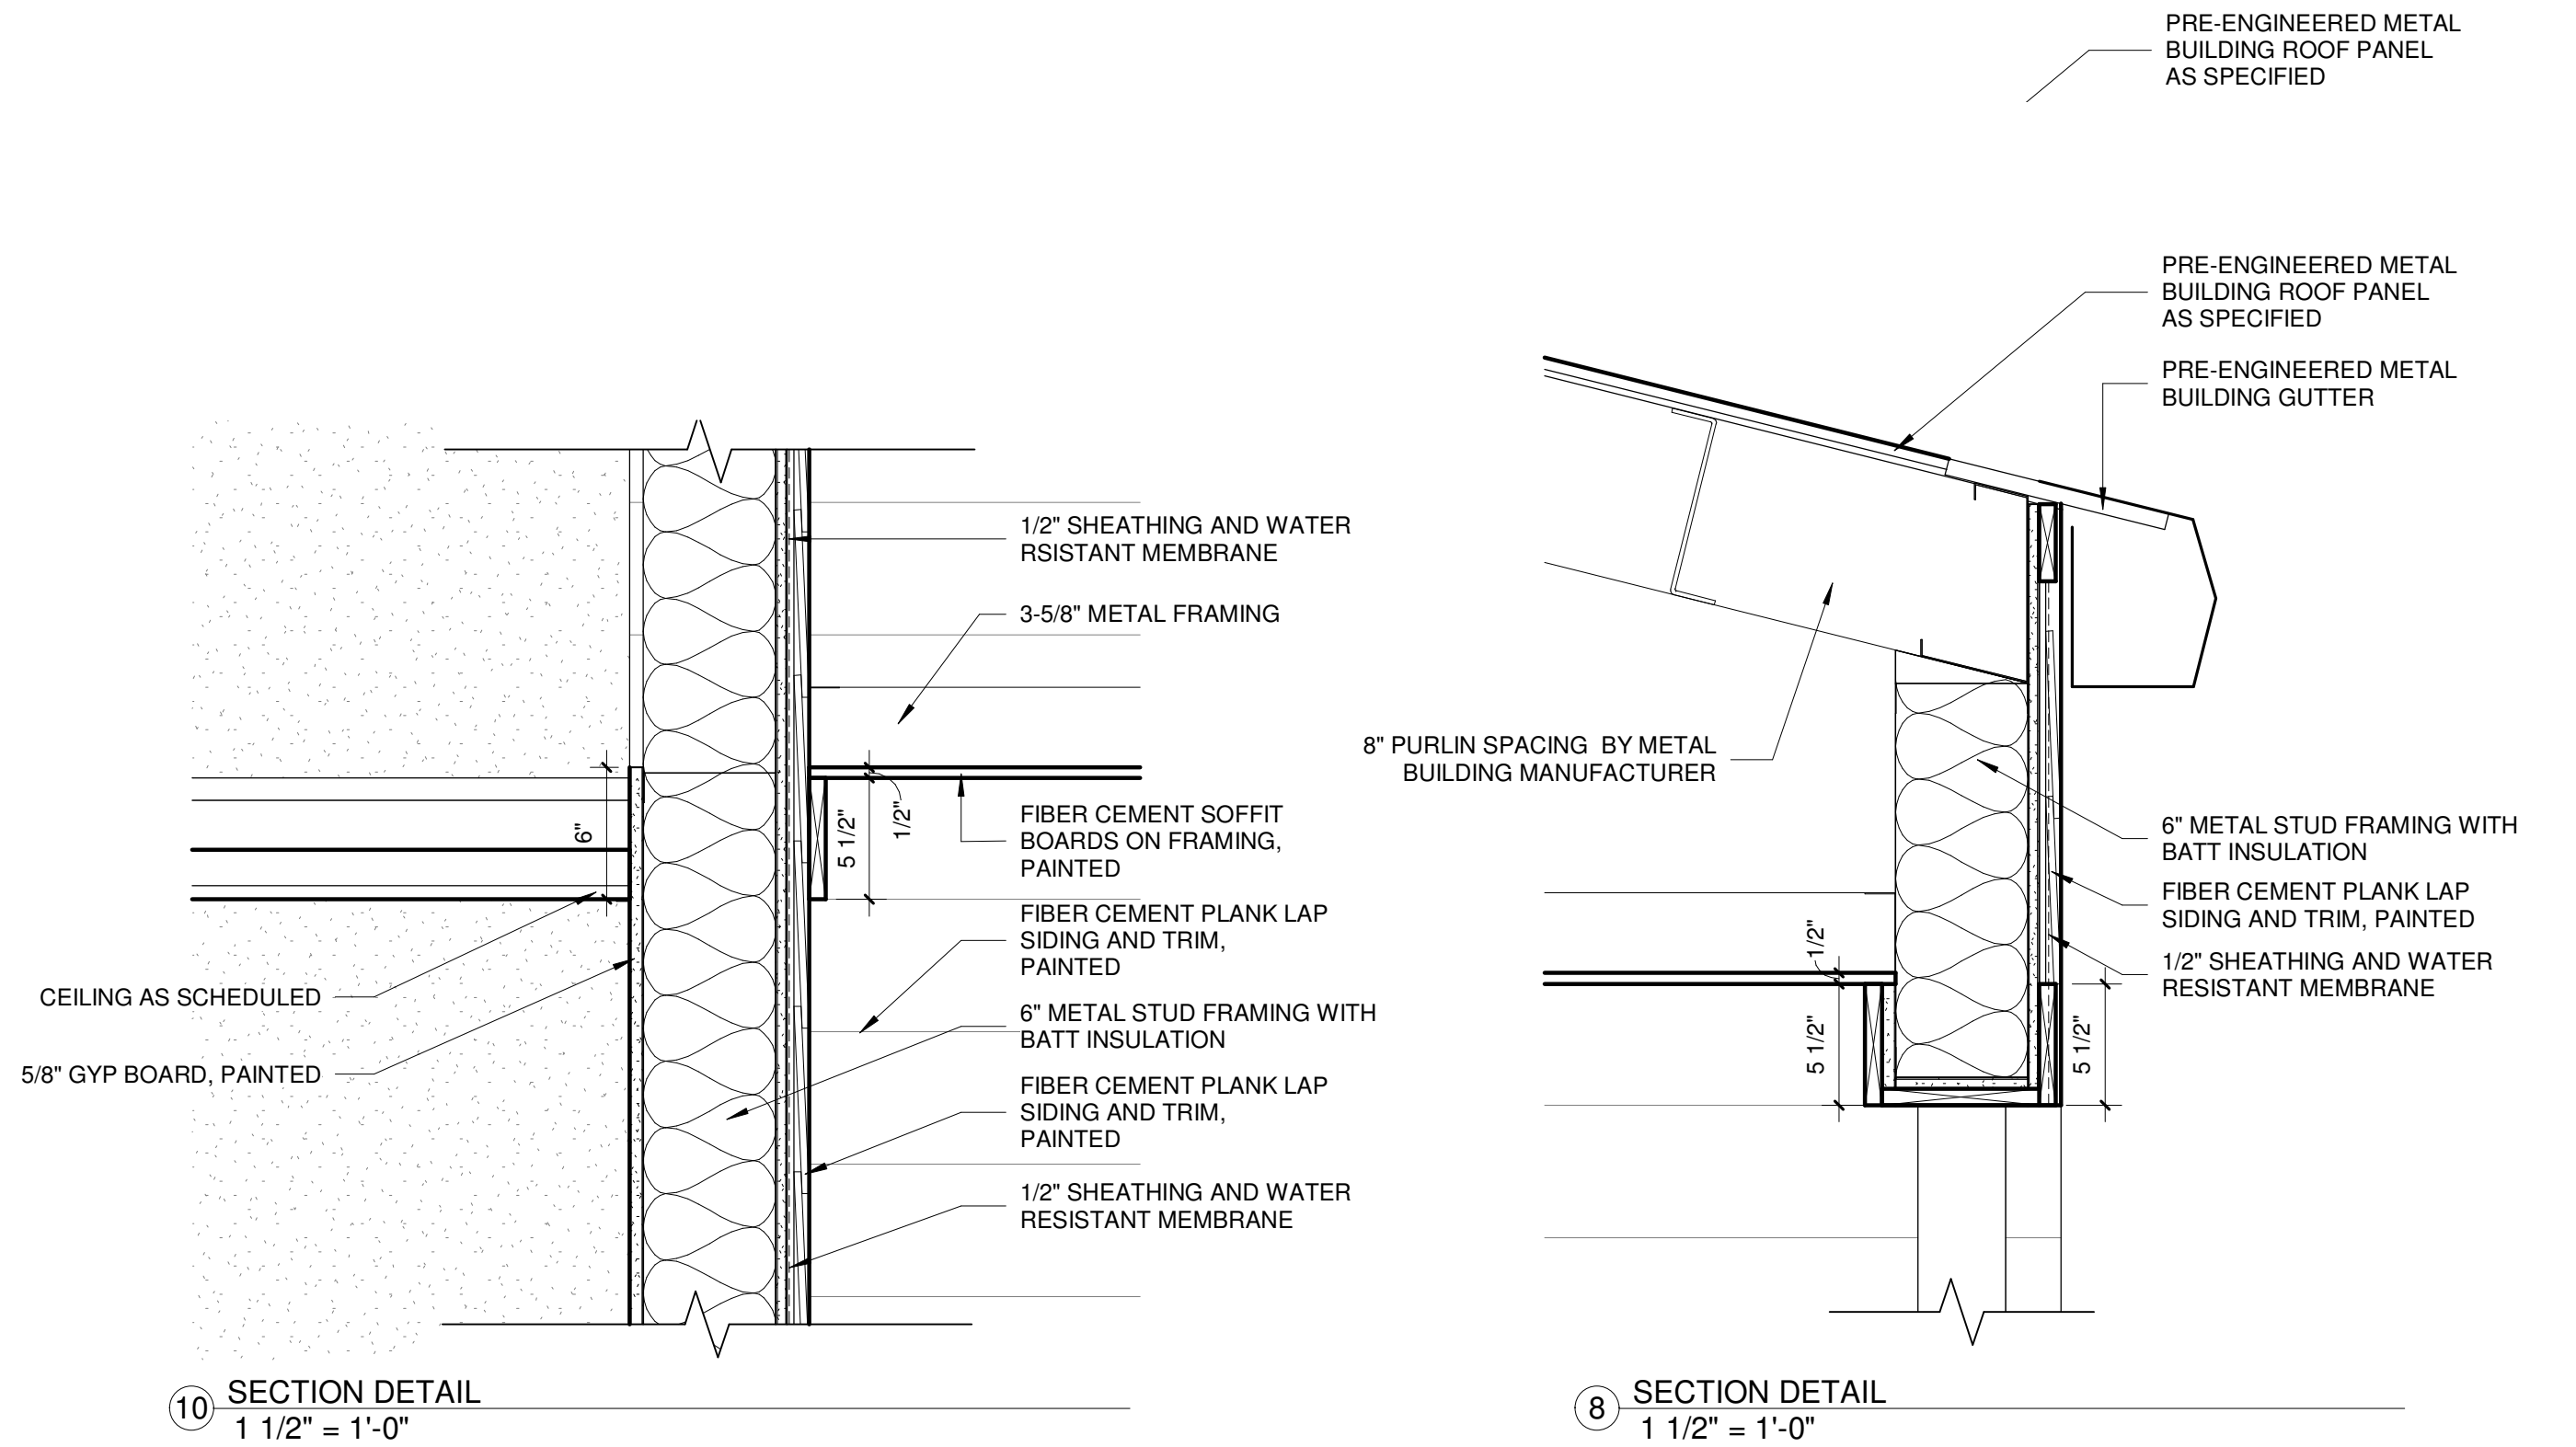 PRE-ENGINEERED METAL
BUILDING ROOF PANEL
AS SPECIFIED
PRE-ENGINEERED METAL
BUILDING ROOF PANEL
AS SPECIFIED
PRE-ENGINEERED METAL
BUILDING GUTTER
1/2" SHEATHING AND WATER
RSISTANT MEMBRANE
3-5/8" METAL FRAMING
6"
5 1/2"
1/2"
FIBER CEMENT SOFFIT
BOARDS ON FRAMING,
PAINTED
FIBER CEMENT PLANK LAP
SIDING AND TRIM,
PAINTED
CEILING AS SCHEDULED
6" METAL STUD FRAMING WITH
BATT INSULATION
5/8" GYP BOARD, PAINTED
FIBER CEMENT PLANK LAP
SIDING AND TRIM,
PAINTED
1/2" SHEATHING AND WATER
RESISTANT MEMBRANE
10
SECTION DETAIL
1 1/2" = 1'-0"
8" PURLIN SPACING  BY METAL
BUILDING MANUFACTURER
6" METAL STUD FRAMING WITH
BATT INSULATION
FIBER CEMENT PLANK LAP
SIDING AND TRIM, PAINTED
1/2" SHEATHING AND WATER
RESISTANT MEMBRANE
1/2"
5 1/2"
5 1/2"
8
SECTION DETAIL
1 1/2" = 1'-0"